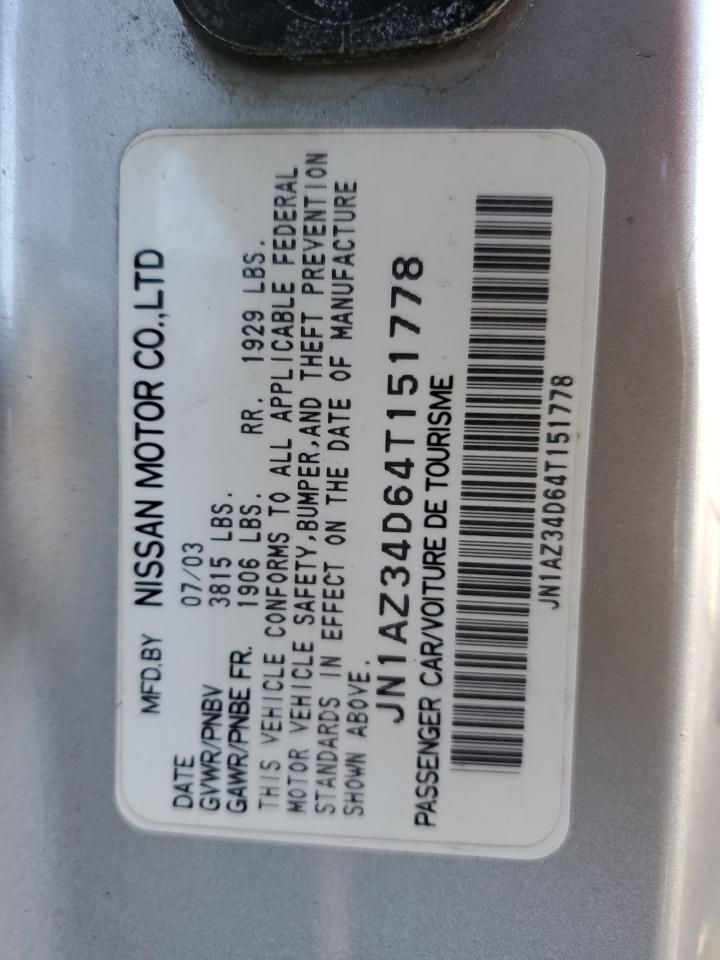 MFD.BY NISSAN MOTOR CO.,LTD
DATE 07/03
GVWR/PNBV 3815 LBS.
GAWR/PNBE FR. 1906 LBS. RR. 1929 LBS.
THIS VEHICLE CONFORMS TO ALL APPLICABLE FEDERAL
MOTOR VEHICLE SAFETY,BUMPER,AND THEFT PREVENTION
STANDARDS IN EFFECT ON THE DATE OF MANUFACTURE
SHOWN ABOVE.
JN1AZ34D64T151778
PASSENGER CAR/VOITURE DE TOURISME
JN1AZ34D64T151778